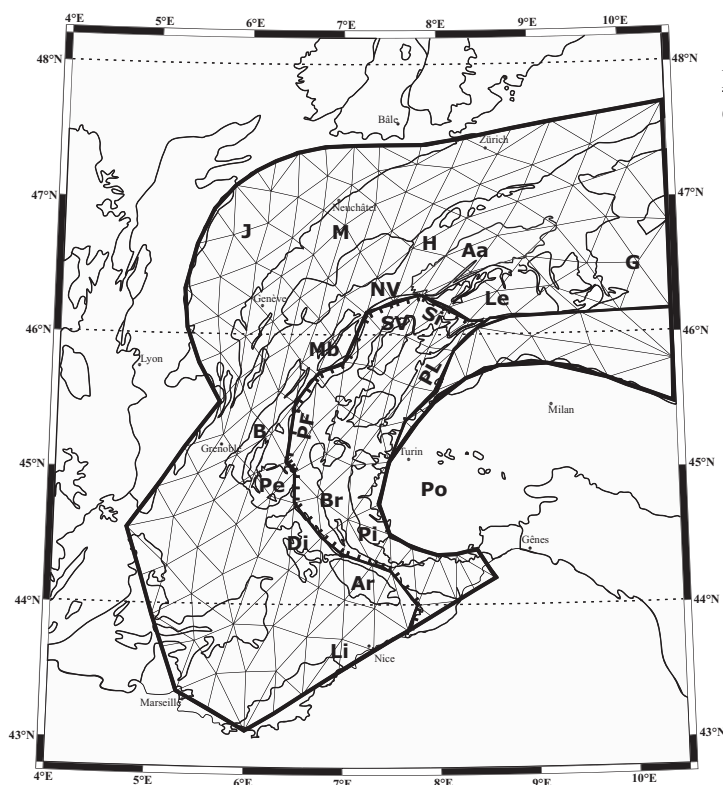 4°E 5°E 6°E 7°E 8°E 9°E 10°E
48°N 48°N
Bâle
Zürich
47°N 47°N
Neuchâtel
J M H Aa
G
NV Le
Genève
SV Si
46°N 46°N
Mb
Lyon
PL
Milan
PF
B
Grenoble Turin
45°N 45°N
Pe Po
Br
Pi
Di Gênes
Ar
44°N 44°N
Li
Nice
Marseille
43°N 43°N
4°E 5°E 6°E 7°E 8°E 9°E 10°E